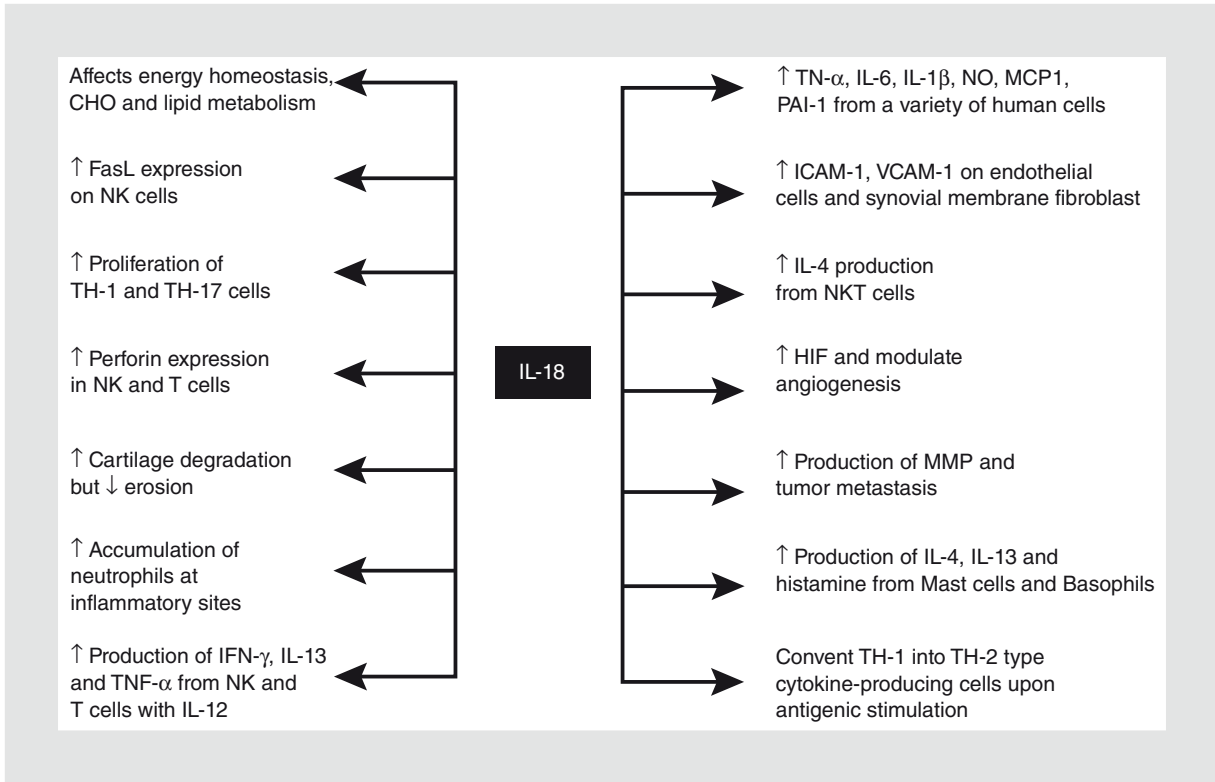 Affects energy homeostasis,
CHO and lipid metabolism
↑ FasL expression
on NK cells
↑ Proliferation of
TH-1 and TH-17 cells
↑ Perforin expression
in NK and T cells
↑ Cartilage degradation
but ↓ erosion
↑ Accumulation of
neutrophils at
inflammatory sites
↑ Production of IFN-γ, IL-13
and TNF-α from NK and
T cells with IL-12
IL-18
↑ TN-α, IL-6, IL-1β, NO, MCP1,
PAI-1 from a variety of human cells
↑ ICAM-1, VCAM-1 on endothelial
cells and synovial membrane fibroblast
↑ IL-4 production
from NKT cells
↑ HIF and modulate
angiogenesis
↑ Production of MMP and
tumor metastasis
↑ Production of IL-4, IL-13 and
histamine from Mast cells and Basophils
Convent TH-1 into TH-2 type
cytokine-producing cells upon
antigenic stimulation